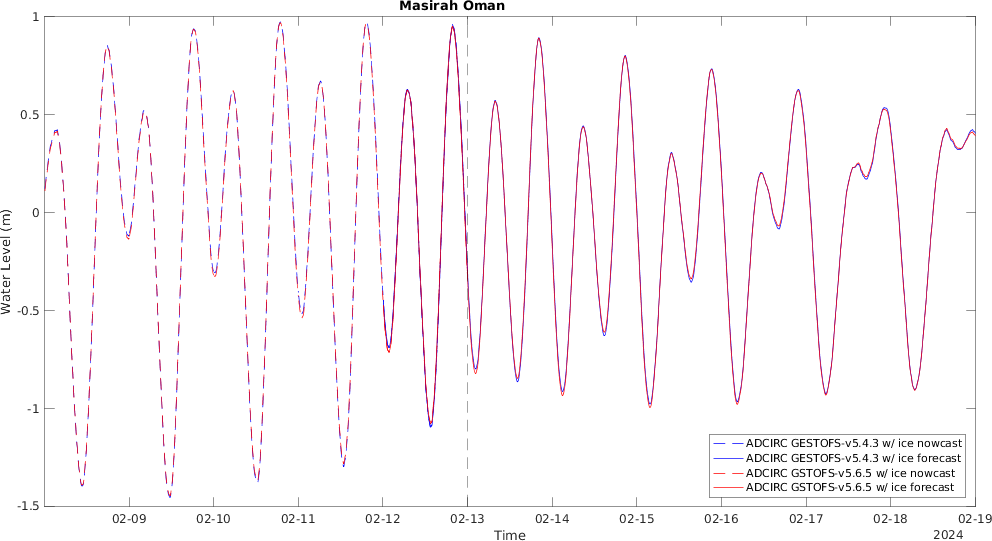 Masirah Oman
Water Level (m)
1
0.5
0
-0.5
-1
-1.5
02-09 02-10 02-11 02-12 02-13 02-14 02-15 02-16 02-17 02-18 02-19
Time
2024
ADCIRC GESTOFS-v5.4.3 w/ ice nowcast
ADCIRC GESTOFS-v5.4.3 w/ ice forecast
ADCIRC GSTOFS-v5.6.5 w/ ice nowcast
ADCIRC GSTOFS-v5.6.5 w/ ice forecast